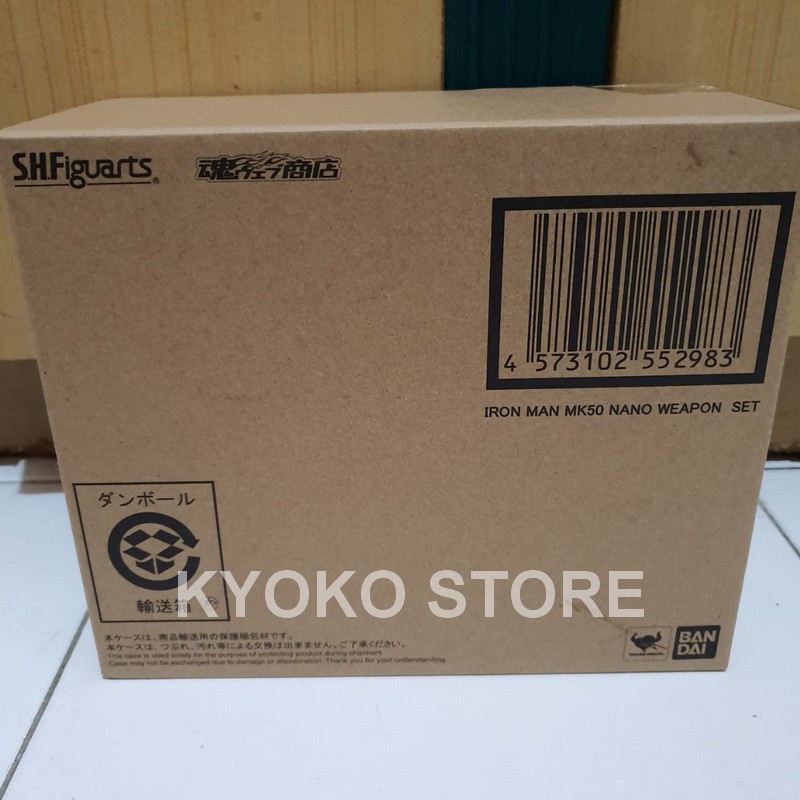 S.H.Figuarts
魂ウェブ商店
4 573102 552983
IRON MAN MK50 NANO WEAPON SET
ダンボール
輸送箱
KYOKO STORE
本ケースは、商品輸送用の保護梱包材です。
本ケースは、つぶれ、汚れ等による交換は出来ません。ご了承ください。
This case is used solely for the purpose of protecting product during shipment.
Case may not be exchanged due to damage or discoloration. Thank you for your understanding.
BAN
DAI